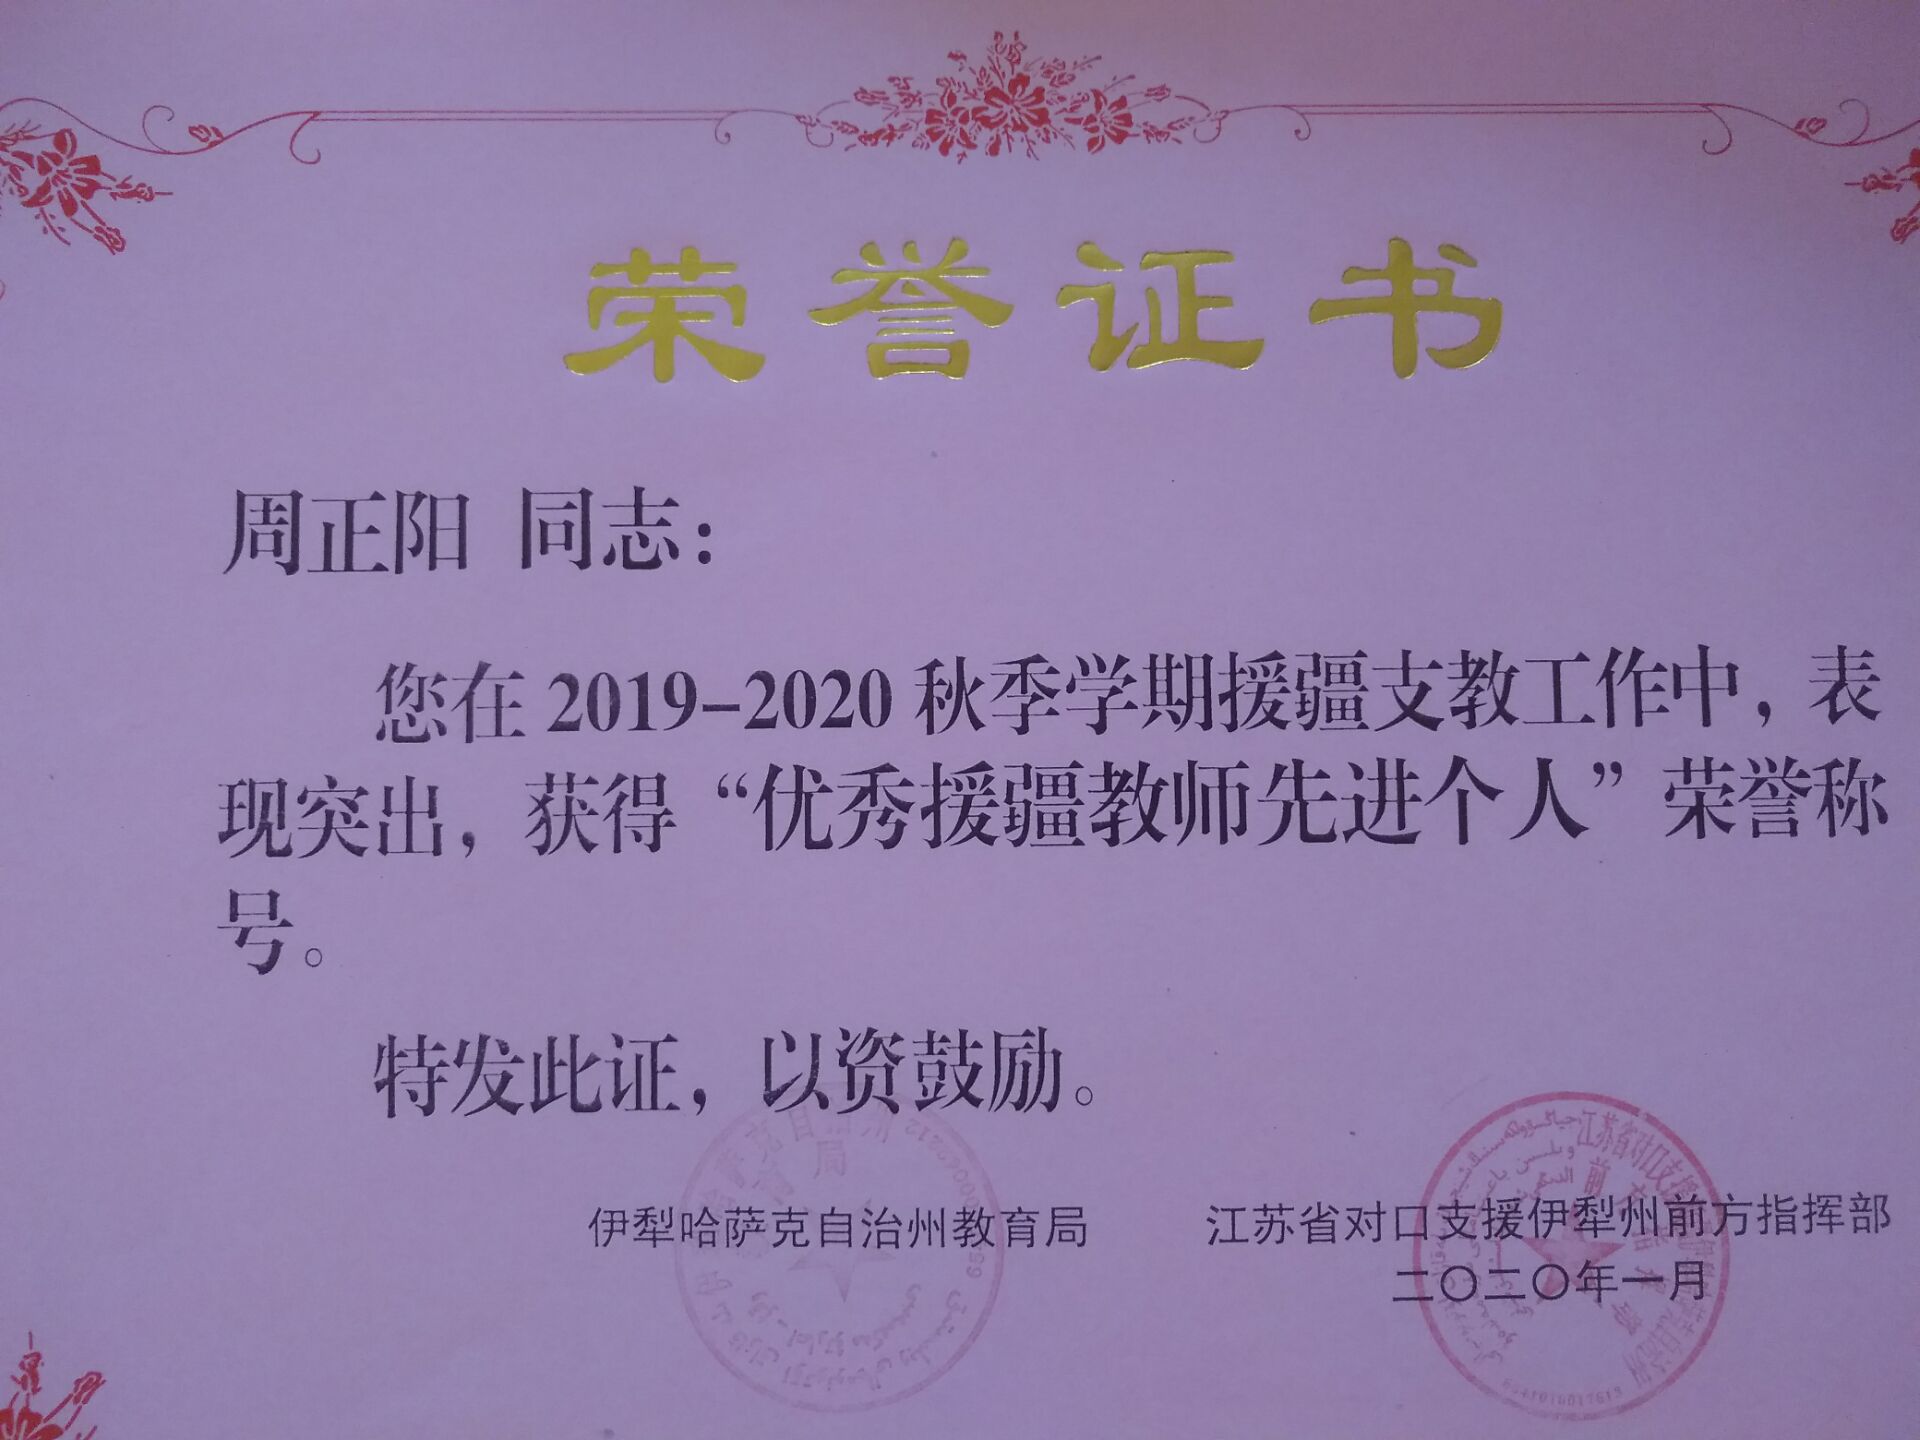 荣誉证书
周正阳 同志：
您在 2019-2020 秋季学期援疆支教工作中，表
现突出，获得“优秀援疆教师先进个人”荣誉称
号。
特发此证，以资鼓励。
伊犁哈萨克自治州教育局
江苏省对口支援伊犁州前方指挥部
二〇二〇年一月